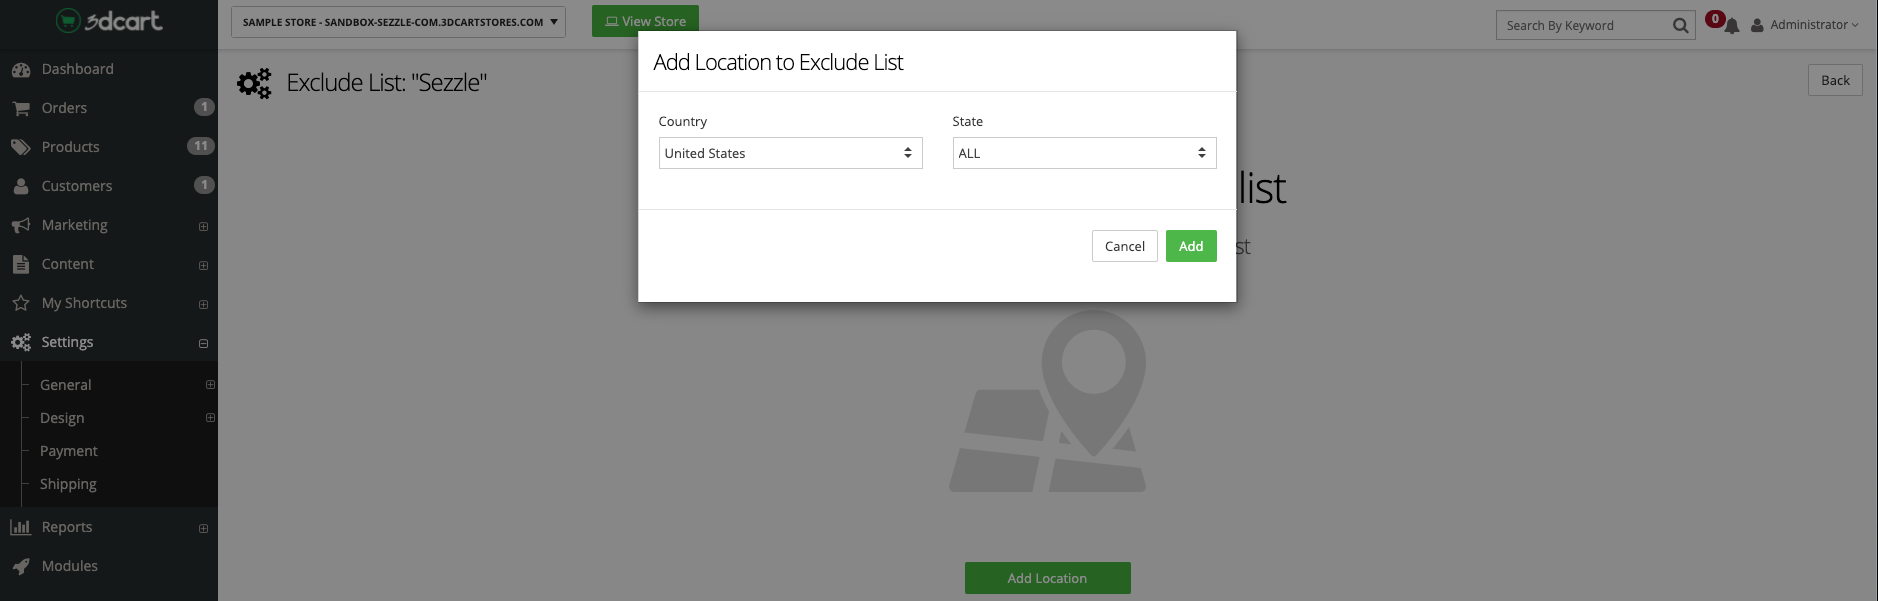 3dcart
SAMPLE STORE - SANDBOX-SEZZLE-COM.3DCARTSTORES.COM
View Store
Search By Keyword
0
Administrator
Dashboard
Orders 1
Products 11
Customers 1
Marketing
Content
My Shortcuts
Settings
General
Design
Payment
Shipping
Reports
Modules
Exclude List: "Sezzle"
Back
Add Location to Exclude List
Country
State
United States
ALL
Cancel
Add
list
Add Location